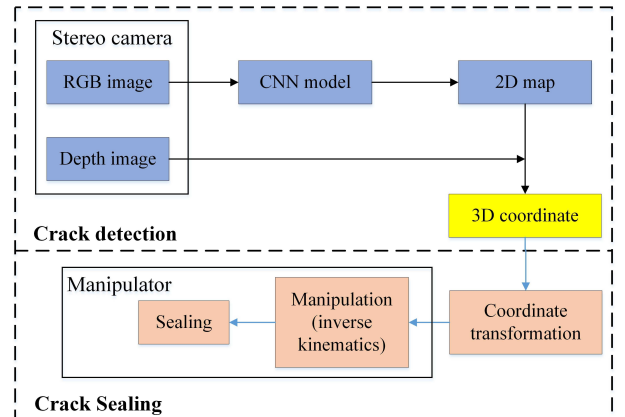 Stereo camera
RGB image
CNN model
2D map
Depth image
3D coordinate
Crack detection
Manipulator
Sealing
Manipulation
(inverse
kinematics)
Coordinate
transformation
Crack Sealing